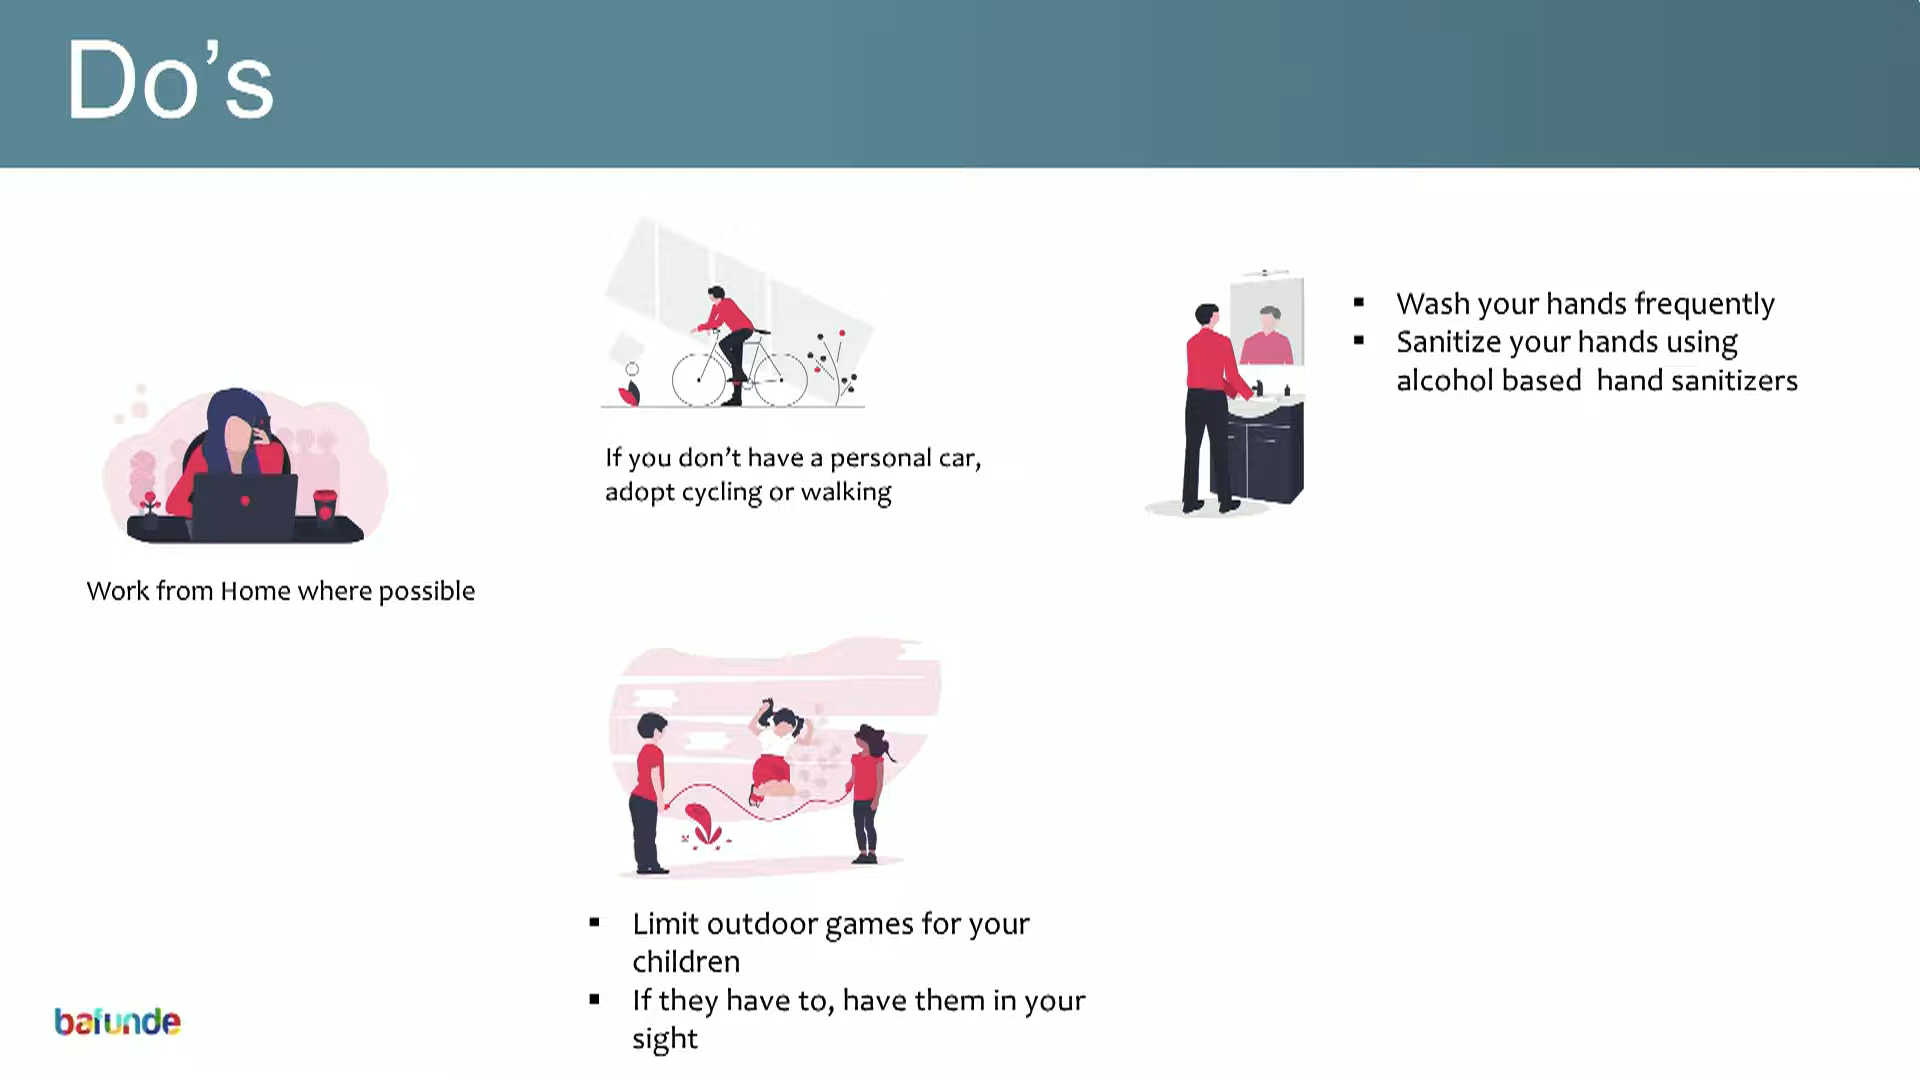 Do’s
Work from Home where possible
If you don’t have a personal car,
adopt cycling or walking
▪ Wash your hands frequently
▪ Sanitize your hands using
alcohol based hand sanitizers
▪ Limit outdoor games for your
children
▪ If they have to, have them in your
sight
bafunde